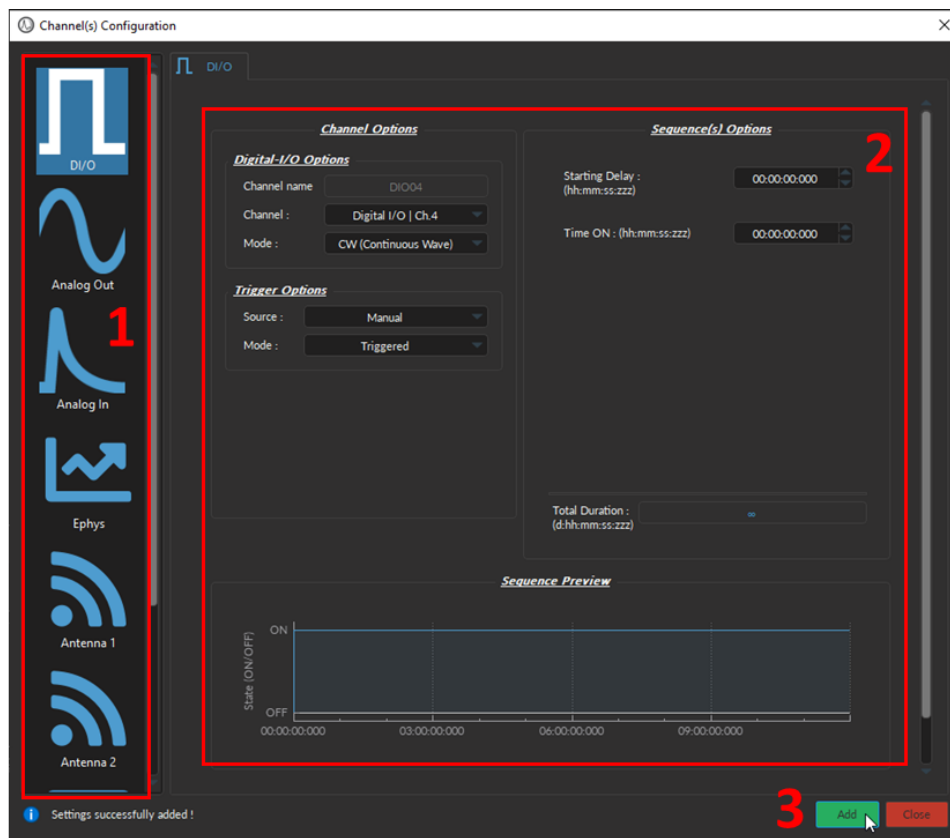 Channel(s) Configuration
DI/O
Analog Out
1
Analog In
Ephys
Antenna 1
Antenna 2
DI/O
2
Channel Options
Digital-I/O Options
Channel name DIO04
Channel : Digital I/O | Ch.4
Mode : CW (Continuous Wave)
Trigger Options
Source : Manual
Mode : Triggered
Sequence(s) Options
Starting Delay : 00:00:00:000
(hh:mm:ss:zzz)
Time ON : (hh:mm:ss:zzz) 00:00:00:000
Total Duration : ∞
(d:hh:mm:ss:zzz)
Sequence Preview
State (ON/OFF)
ON
OFF
00:00:00:000 03:00:00:000 06:00:00:000 09:00:00:000
Settings successfully added !
3
Add Close